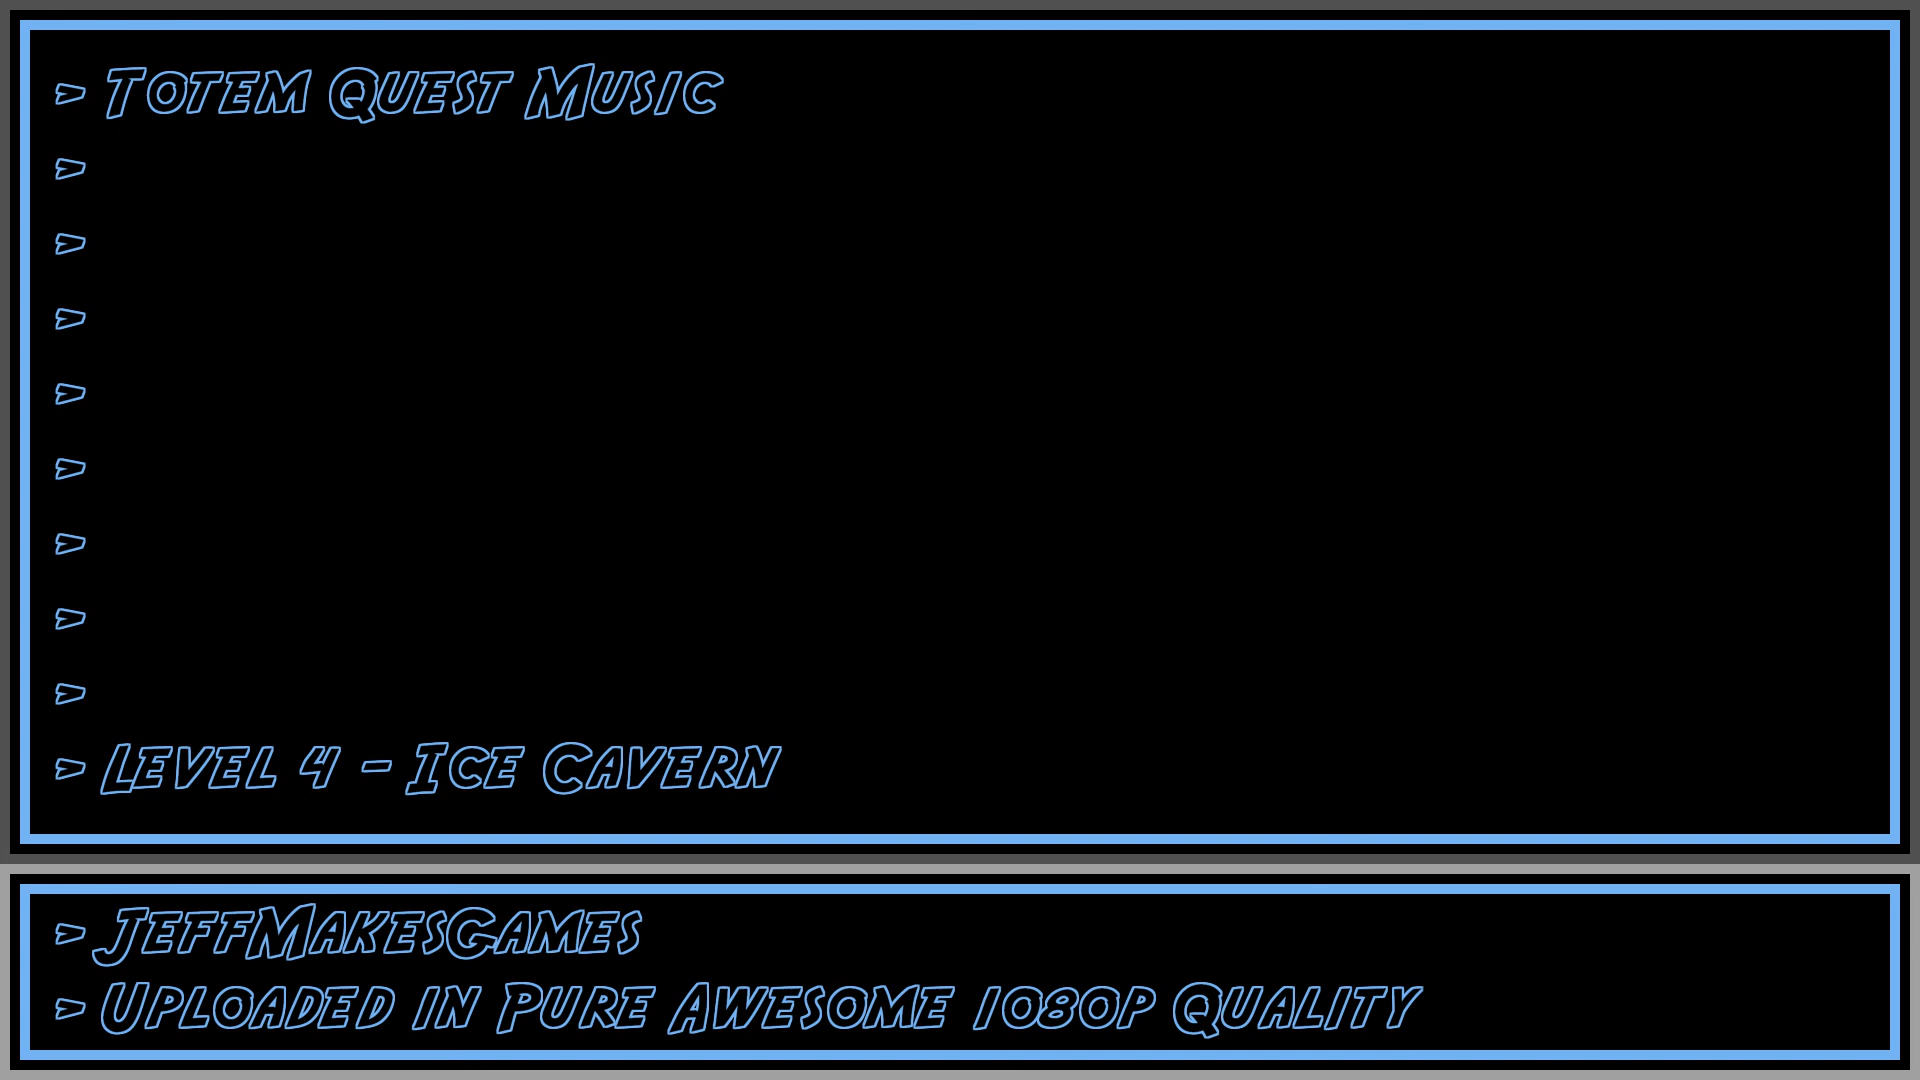 > Totem Quest Music
>
>
>
>
>
>
>
>
> Level 4 - Ice Cavern
> JeffMakesGames
> Uploaded in Pure Awesome 1080p Quality